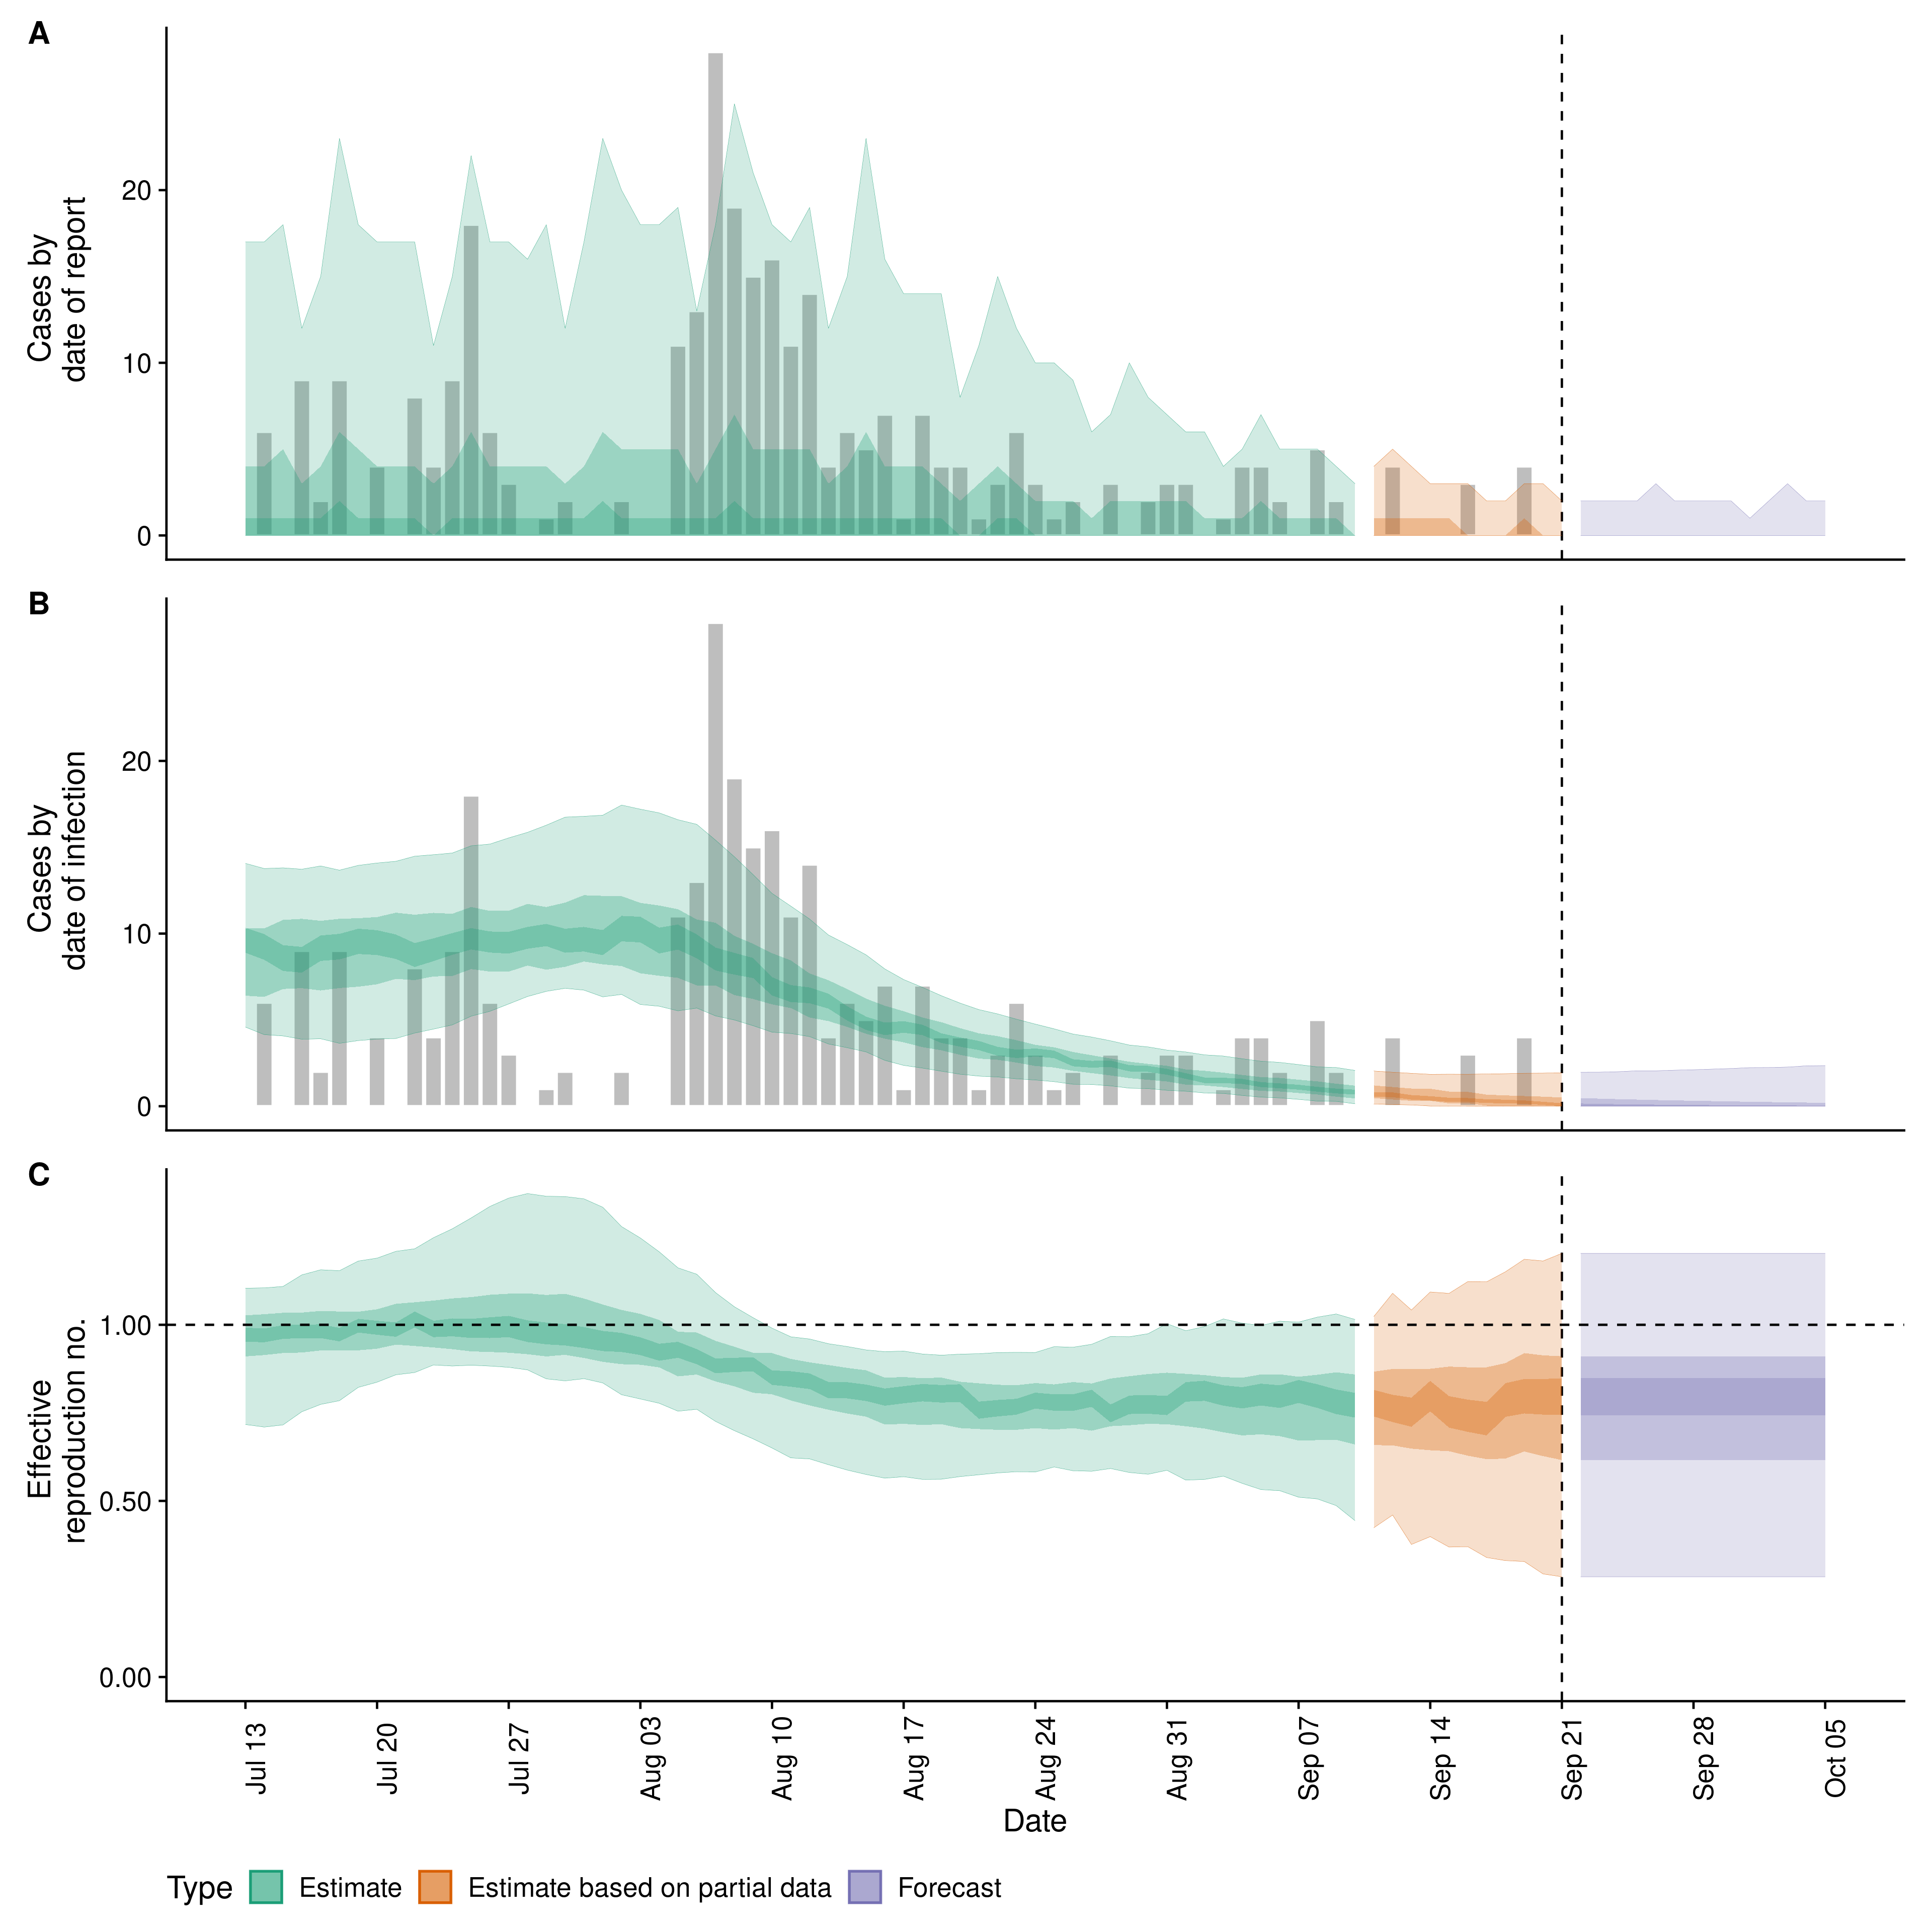 A
Cases by
date of report
20
10
0
B
Cases by
date of infection
20
10
0
C
Effective
reproduction no.
1.00
0.50
0.00
Jul 13
Jul 20
Jul 27
Aug 03
Aug 10
Aug 17
Aug 24
Aug 31
Sep 07
Sep 14
Sep 21
Sep 28
Oct 05
Date
Type Estimate Estimate based on partial data Forecast